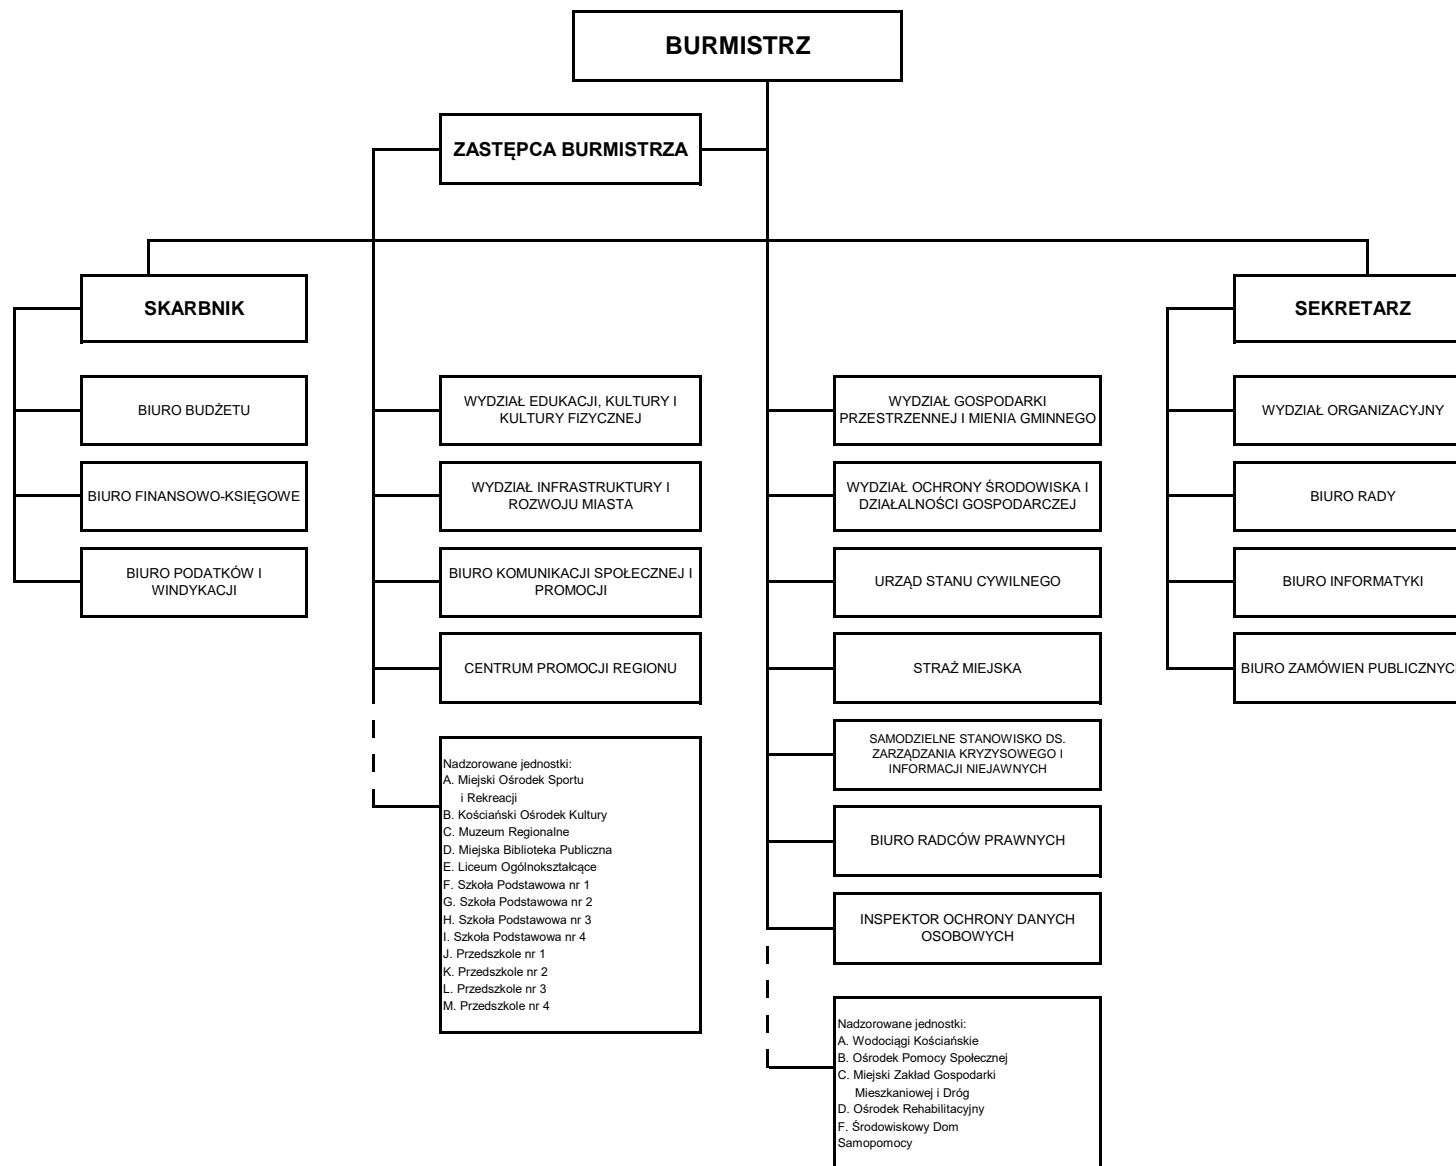 BURMISTRZ
ZASTĘPCA BURMISTRZA
SKARBNIK
BIURO BUDŻETU
BIURO FINANSOWO-KSIĘGOWE
BIURO PODATKÓW I
WINDYKACJI
WYDZIAŁ EDUKACJI, KULTURY I
KULTURY FIZYCZNEJ
WYDZIAŁ INFRASTRUKTURY I
ROZWOJU MIASTA
BIURO KOMUNIKACJI SPOŁECZNEJ I
PROMOCJI
CENTRUM PROMOCJI REGIONU
Nadzorowane jednostki:
A. Miejski Ośrodek Sportu
i Rekreacji
B. Kościański Ośrodek Kultury
C. Muzeum Regionalne
D. Miejska Biblioteka Publiczna
E. Liceum Ogólnokształcące
F. Szkoła Podstawowa nr 1
G. Szkoła Podstawowa nr 2
H. Szkoła Podstawowa nr 3
I. Szkoła Podstawowa nr 4
J. Przedszkole nr 1
K. Przedszkole nr 2
L. Przedszkole nr 3
M. Przedszkole nr 4
WYDZIAŁ GOSPODARKI
PRZESTRZENNEJ I MIENIA GMINNEGO
WYDZIAŁ OCHRONY ŚRODOWISKA I
DZIAŁALNOŚCI GOSPODARCZEJ
URZĄD STANU CYWILNEGO
STRAŻ MIEJSKA
SAMODZIELNE STANOWISKO DS.
ZARZĄDZANIA KRYZYSOWEGO I
INFORMACJI NIEJAWNYCH
BIURO RADCÓW PRAWNYCH
INSPEKTOR OCHRONY DANYCH
OSOBOWYCH
Nadzorowane jednostki:
A. Wodociągi Kościańskie
B. Ośrodek Pomocy Społecznej
C. Miejski Zakład Gospodarki
Mieszkaniowej i Dróg
D. Ośrodek Rehabilitacyjny
F. Środowiskowy Dom
Samopomocy
SEKRETARZ
WYDZIAŁ ORGANIZACYJNY
BIURO RADY
BIURO INFORMATYKI
BIURO ZAMÓWIEN